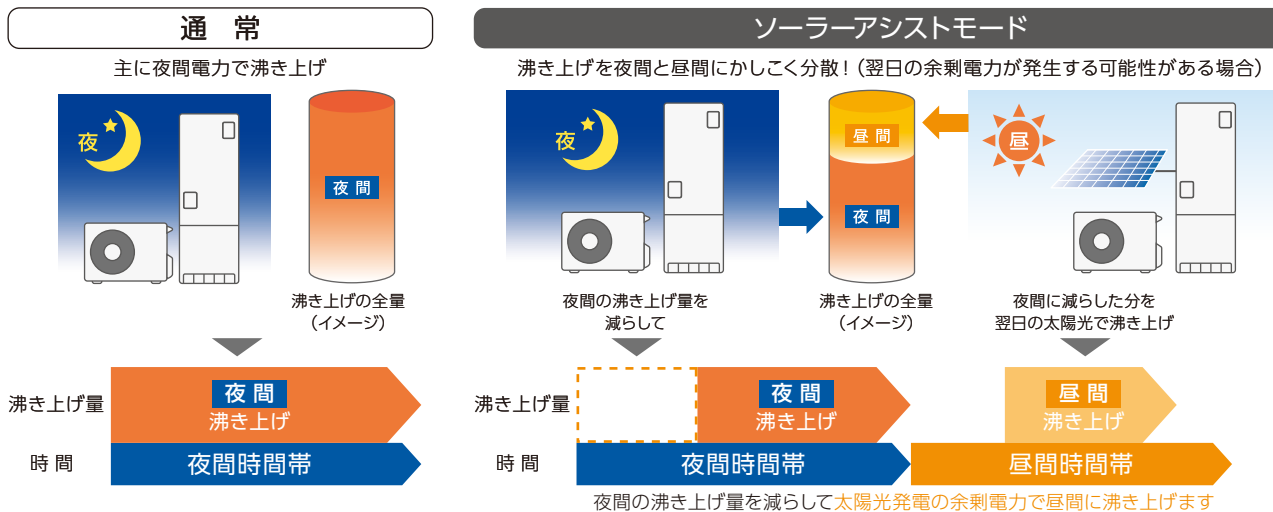 通常
主に夜間電力で沸き上げ
夜
夜間
沸き上げの全量
(イメージ)
沸き上げ量
夜間
沸き上げ
時間
夜間時間帯
ソーラーアシストモード
沸き上げを夜間と昼間にかしこく分散!(翌日の余剰電力が発生する可能性がある場合)
夜
昼間
夜間
昼
夜間の沸き上げ量を
減らして
沸き上げの全量
(イメージ)
夜間に減らした分を
翌日の太陽光で沸き上げ
沸き上げ量
夜間
沸き上げ
昼間
沸き上げ
時間
夜間時間帯
昼間時間帯
夜間の沸き上げ量を減らして太陽光発電の余剰電力で昼間に沸き上げます